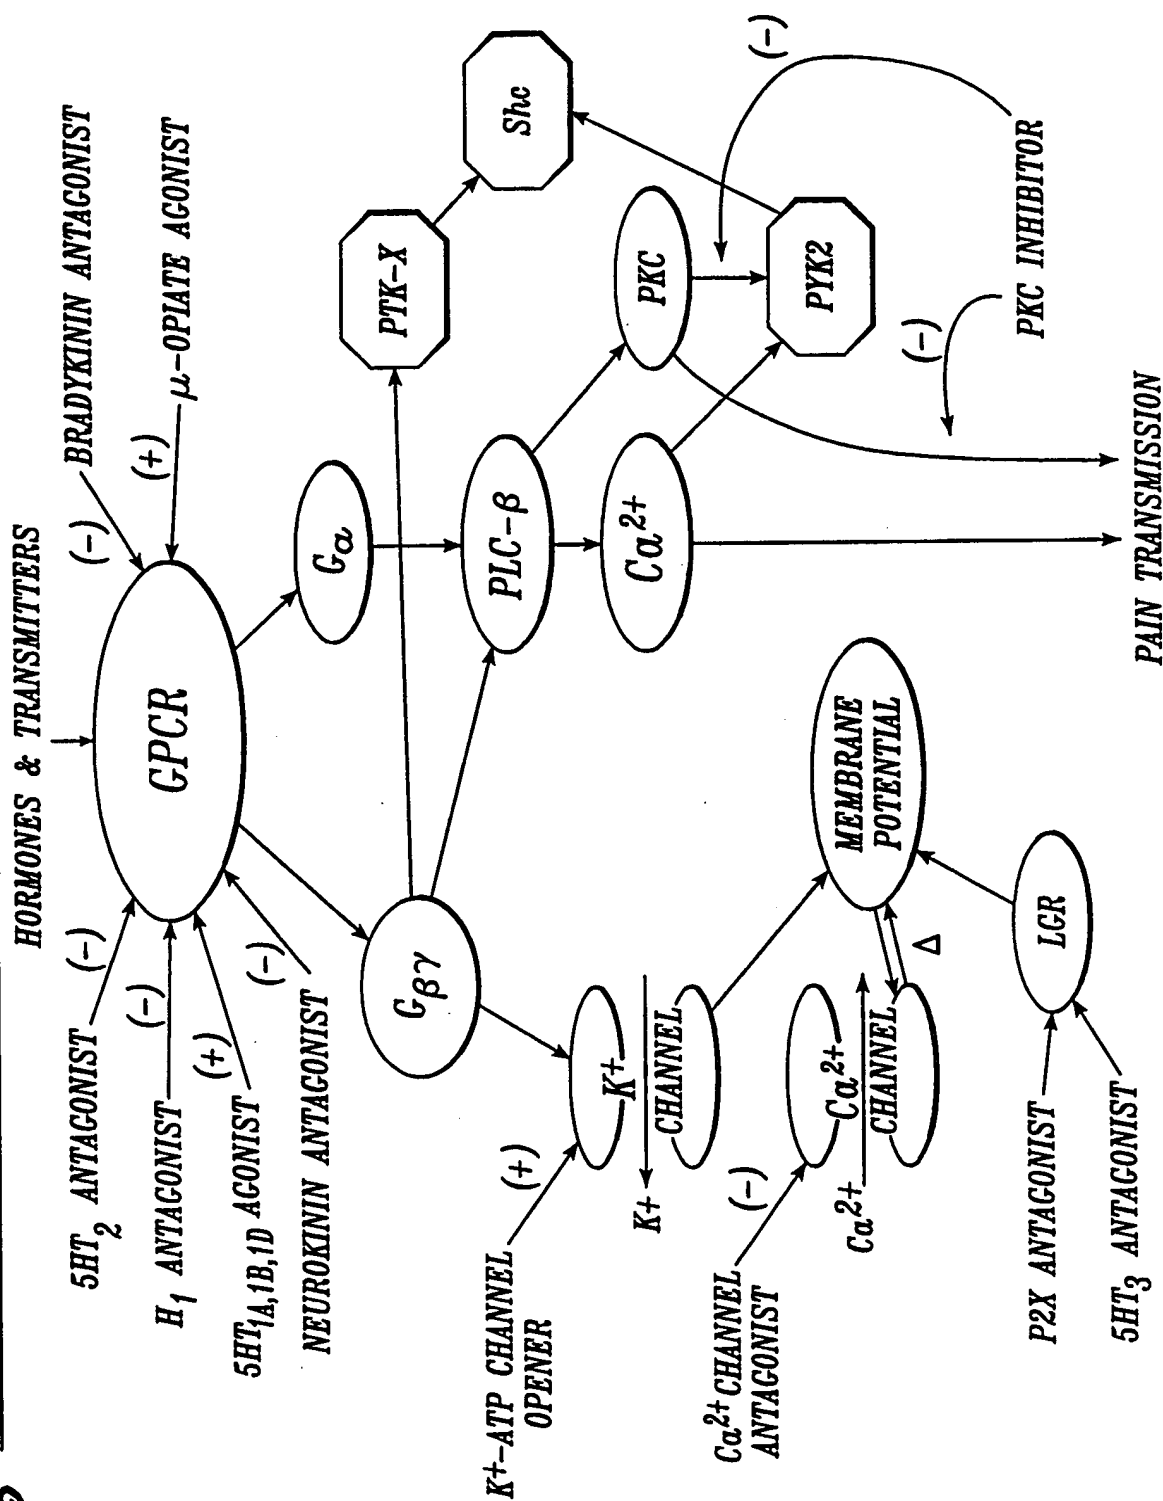 HORMONES & TRANSMITTERS
5HT2 ANTAGONIST
(-)
(-)
BRADYKININ ANTAGONIST
H1 ANTAGONIST
(-)
GPCR
(+)
μ-OPIATE AGONIST
5HT1A,1B,1D AGONIST
(+)
NEUROKININ ANTAGONIST
(-)
Gα
Gβγ
PTK-X
Shc
PLC-β
K+-ATP CHANNEL
OPENER
(+)
K+
K+
CHANNEL
Ca2+
PKC
(-)
Ca2+ CHANNEL
ANTAGONIST
(-)
Ca2+
Ca2+
CHANNEL
Δ
MEMBRANE
POTENTIAL
PYK2
(-)
P2X ANTAGONIST
LGR
PKC INHIBITOR
5HT3 ANTAGONIST
PAIN TRANSMISSION